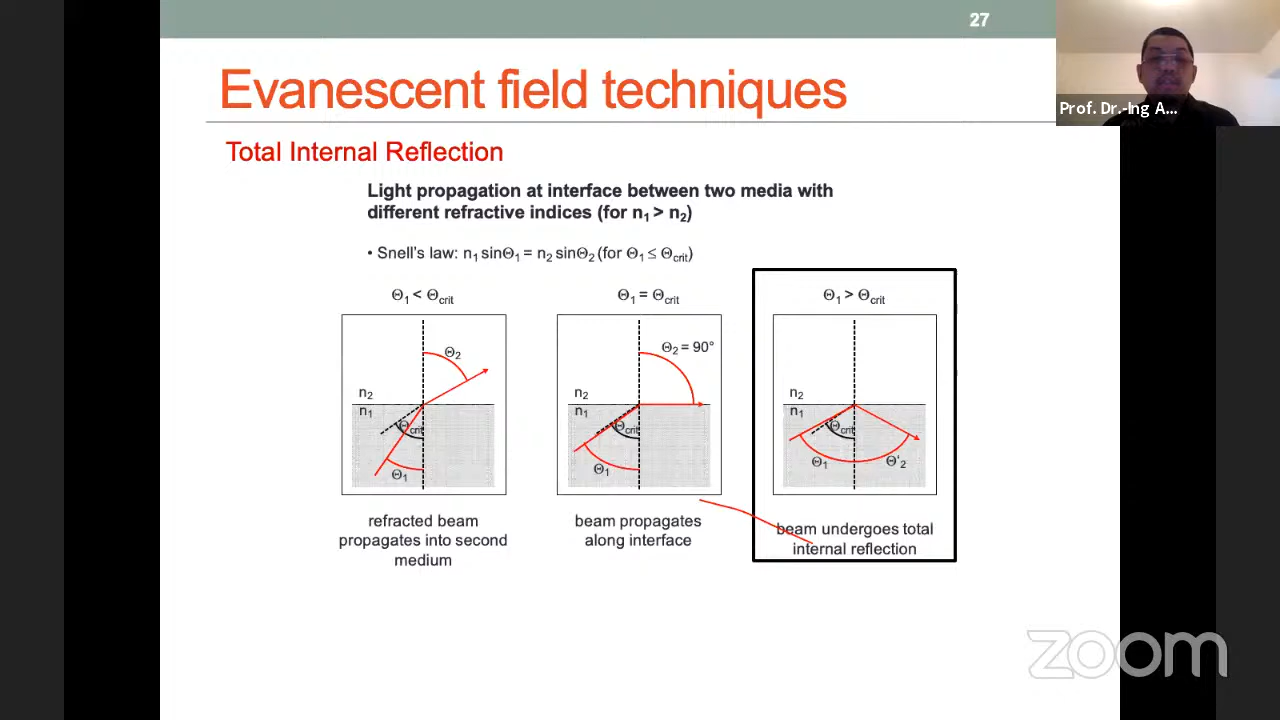 27
Prof. Dr.-Ing A...
Evanescent field techniques
Total Internal Reflection
Light propagation at interface between two media with
different refractive indices (for n₁ > n₂)
• Snell's law: n₁ sinΘ₁ = n₂ sinΘ₂ (for Θ₁ ≤ Θcrit)
Θ₁ < Θcrit
Θ₂
n₂
n₁
Θcrit
Θ₁
refracted beam
propagates into second
medium
Θ₁ = Θcrit
Θ₂ = 90°
n₂
n₁
Θcrit
Θ₁
beam propagates
along interface
Θ₁ > Θcrit
n₂
n₁
Θcrit
Θ₁
Θ'₂
beam undergoes total
internal reflection
zoom